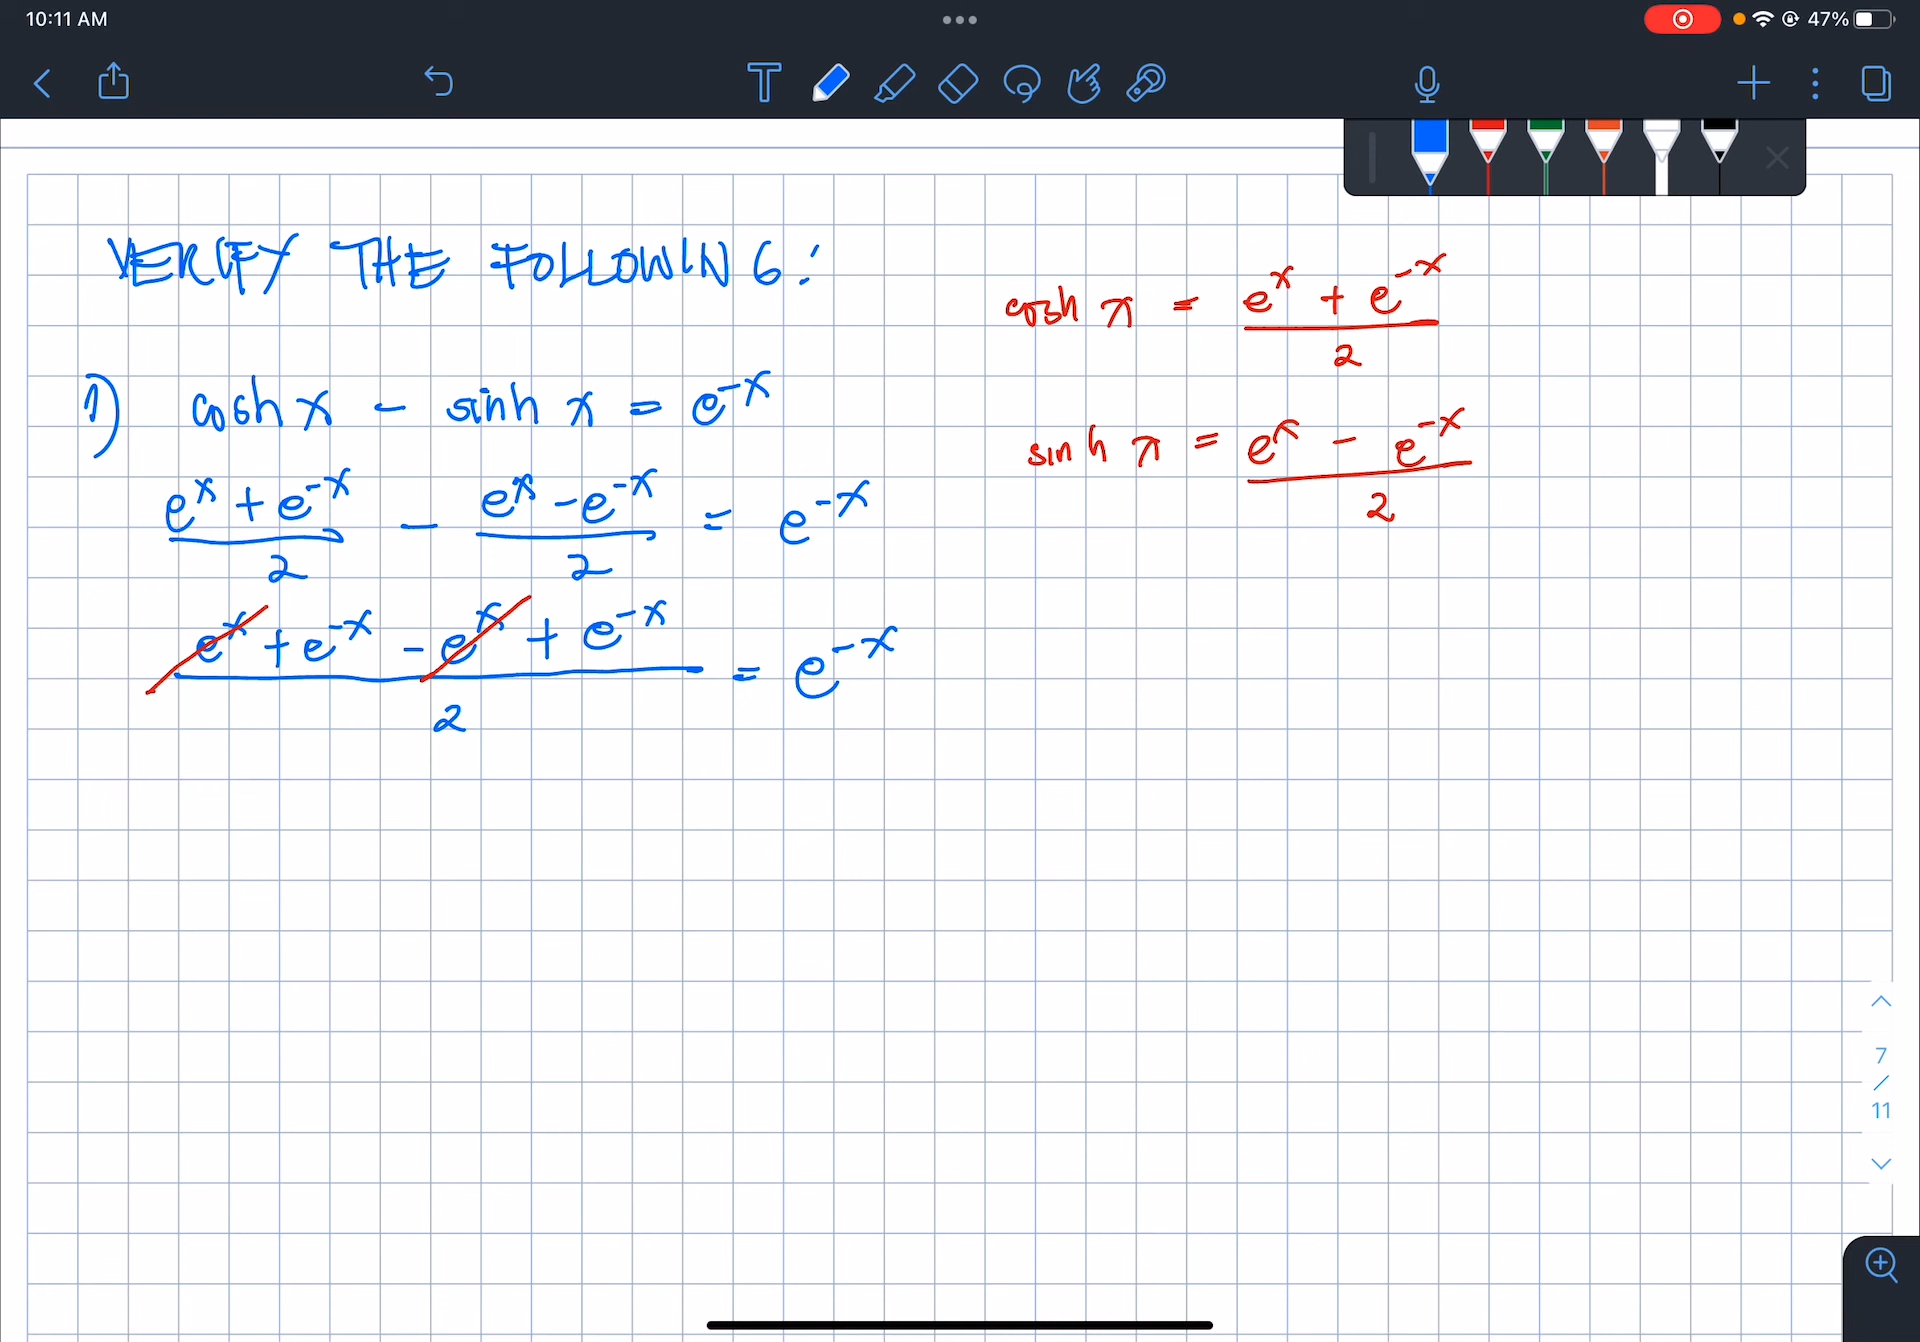 10:11 AM
47%
VERIFY THE FOLLOWING:
cosh x = (e^x + e^-x)/2
1) cosh x - sinh x = e^-x
sinh x = (e^x - e^-x)/2
(e^x + e^-x)/2 - (e^x - e^-x)/2 = e^-x
(e^x + e^-x - e^x + e^-x)/2 = e^-x
7
/
11